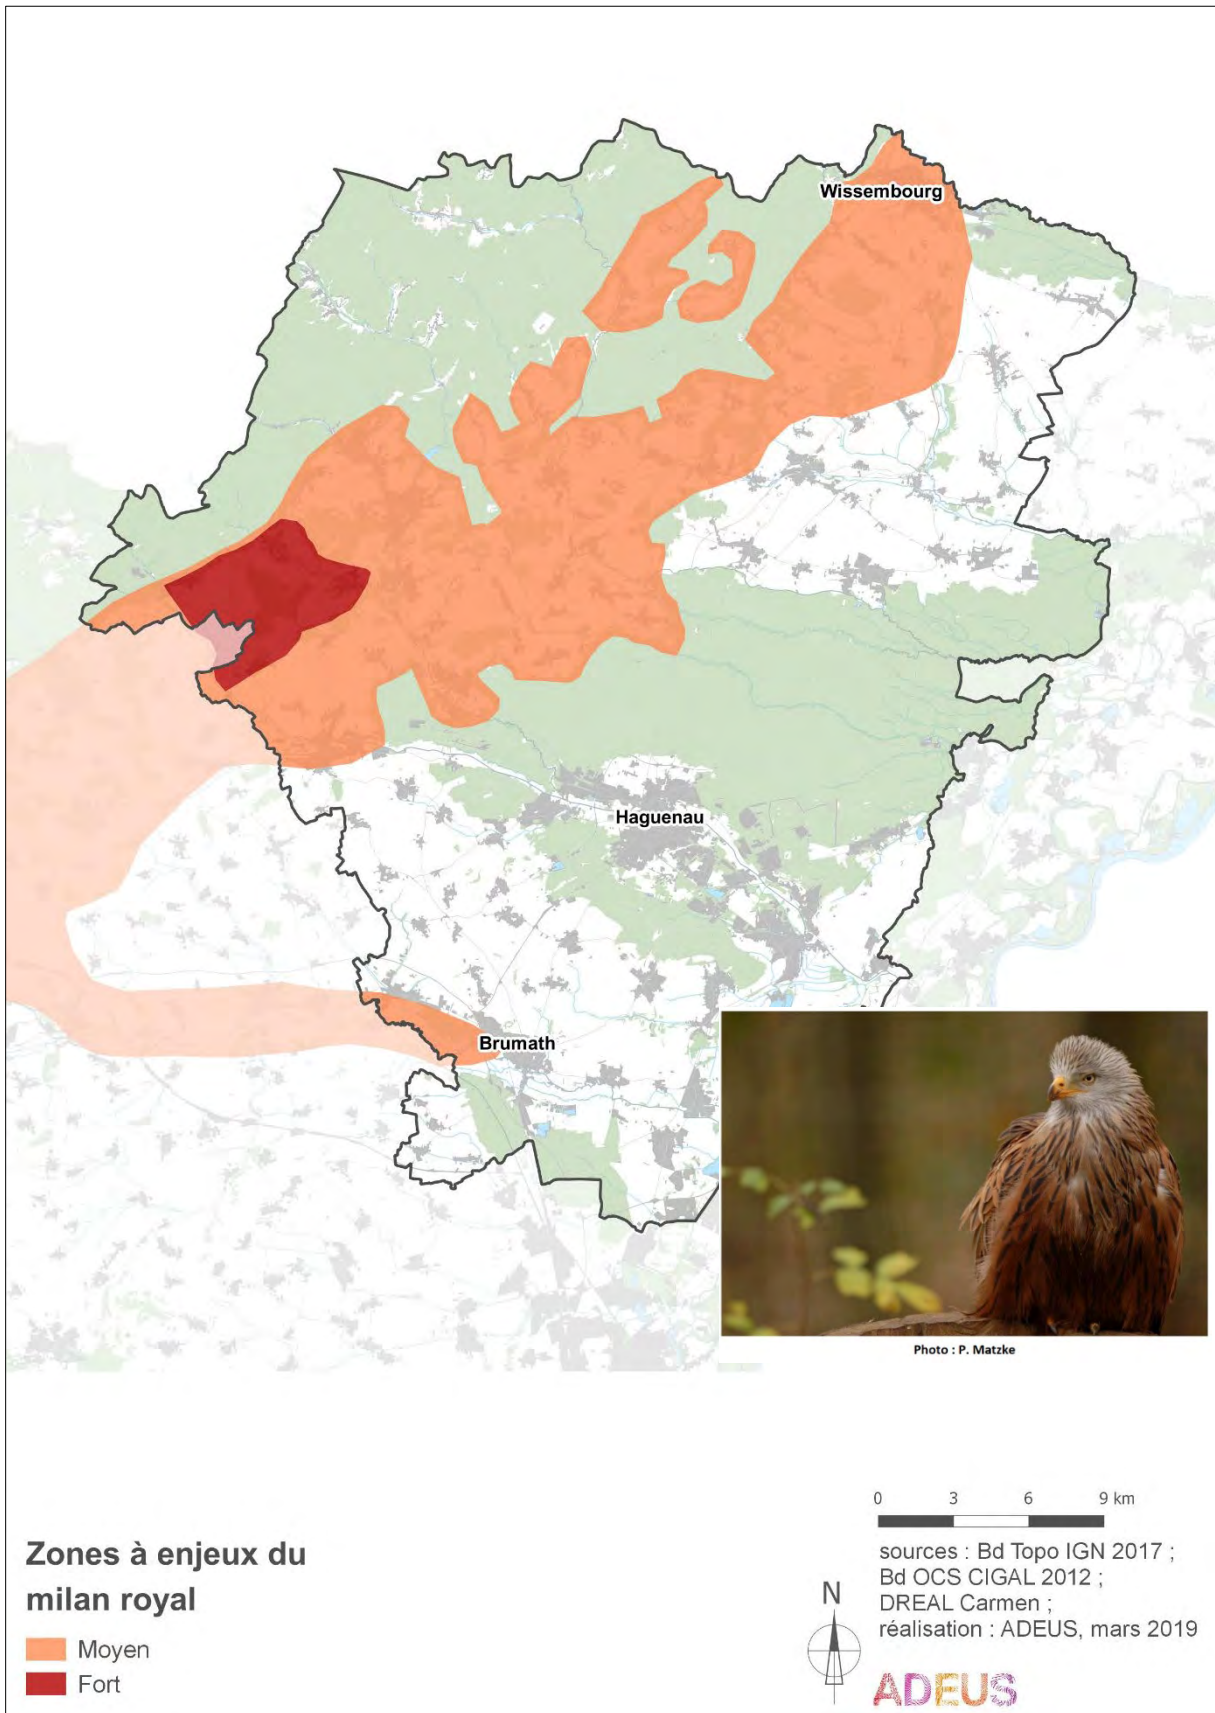 Wissembourg
Haguenau
Brumath
Photo : P. Matzke
0 3 6 9 km
Zones à enjeux du
milan royal
Moyen
Fort
sources : Bd Topo IGN 2017 ;
Bd OCS CIGAL 2012 ;
DREAL Carmen ;
réalisation : ADEUS, mars 2019
N
ADEUS